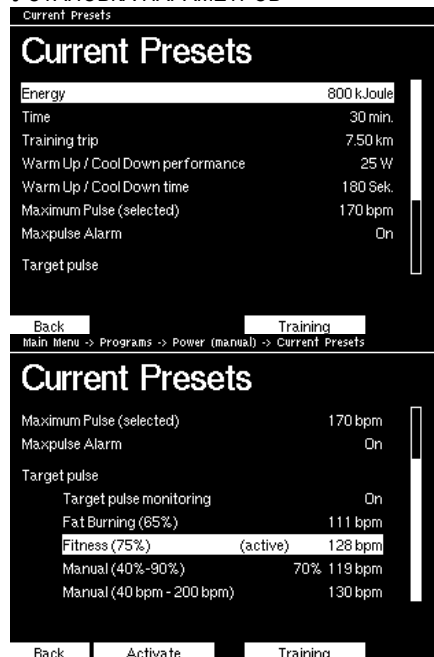 Current Presets
Current Presets
Energy 800 kJoule
Time 30 min.
Training trip 7.50 km
Warm Up / Cool Down performance 25 W
Warm Up / Cool Down time 180 Sek.
Maximum Pulse (selected) 170 bpm
Maxpulse Alarm On
Target pulse
Back Training
Main Menu -> Programs -> Power (manual) -> Current Presets
Current Presets
Maximum Pulse (selected) 170 bpm
Maxpulse Alarm On
Target pulse
Target pulse monitoring On
Fat Burning (65%) 111 bpm
Fitness (75%) (active) 128 bpm
Manual (40%-90%) 70% 119 bpm
Manual (40 bpm - 200 bpm) 130 bpm
Back Activate Training